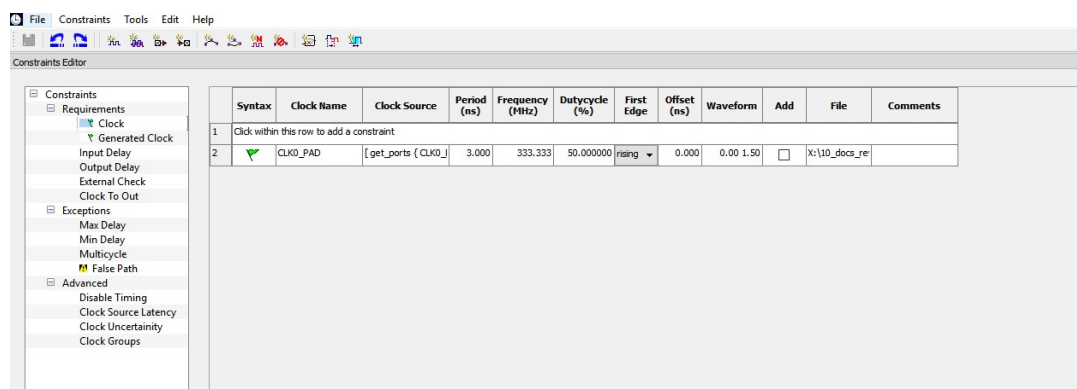 File Constraints Tools Edit Help
Constraints Editor
Constraints
Requirements
Clock
Generated Clock
Input Delay
Output Delay
External Check
Clock To Out
Exceptions
Max Delay
Min Delay
Multicycle
False Path
Advanced
Disable Timing
Clock Source Latency
Clock Uncertainity
Clock Groups
Syntax Clock Name Clock Source Period (ns) Frequency (MHz) Dutycycle (%) First Edge Offset (ns) Waveform Add File Comments
1 Click within this row to add a constraint
2 CLK0_PAD [ get_ports { CLK0_ 3.000 333.333 50.000000 rising 0.000 0.00 1.50 X:\10_docs_re